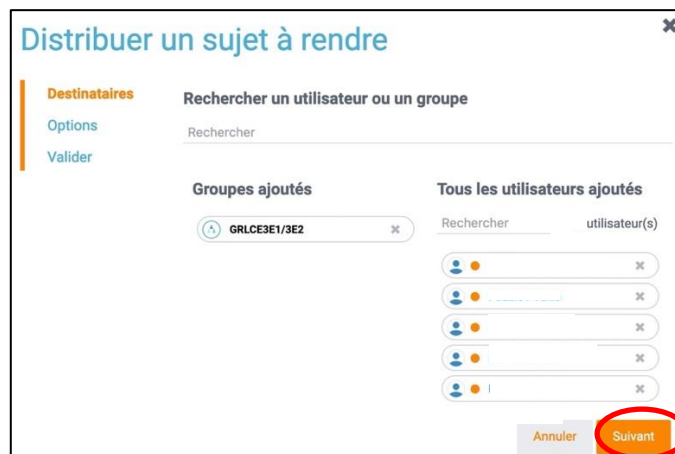 Distribuer un sujet à rendre
Destinataires
Options
Valider
Rechercher un utilisateur ou un groupe
Rechercher
Groupes ajoutés
GRLCE3E1/3E2
Tous les utilisateurs ajoutés
Rechercher utilisateur(s)
Annuler Suivant